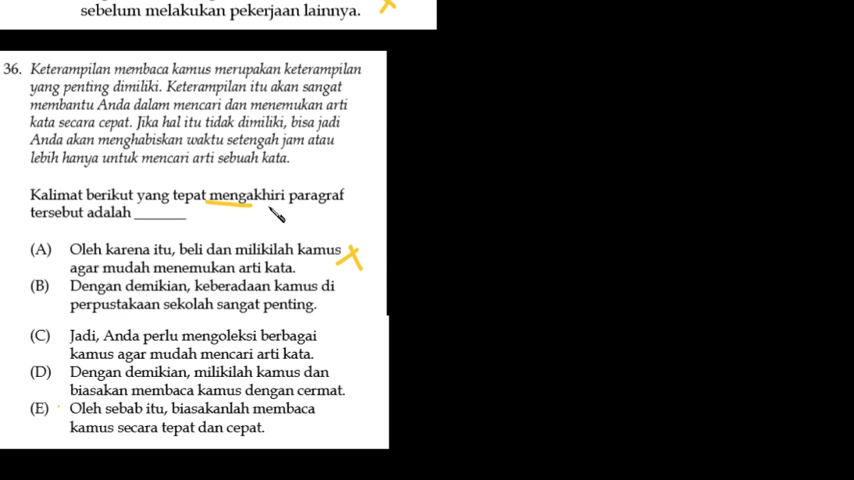 sebelum melakukan pekerjaan lainnya.
36. Keterampilan membaca kamus merupakan keterampilan
yang penting dimiliki. Keterampilan itu akan sangat
membantu Anda dalam mencari dan menemukan arti
kata secara cepat. Jika hal itu tidak dimiliki, bisa jadi
Anda akan menghabiskan waktu setengah jam atau
lebih hanya untuk mencari arti sebuah kata.
Kalimat berikut yang tepat mengakhiri paragraf
tersebut adalah _______
(A) Oleh karena itu, beli dan milikilah kamus
agar mudah menemukan arti kata.
(B) Dengan demikian, keberadaan kamus di
perpustakaan sekolah sangat penting.
(C) Jadi, Anda perlu mengoleksi berbagai
kamus agar mudah mencari arti kata.
(D) Dengan demikian, milikilah kamus dan
biasakan membaca kamus dengan cermat.
(E) Oleh sebab itu, biasakanlah membaca
kamus secara tepat dan cepat.